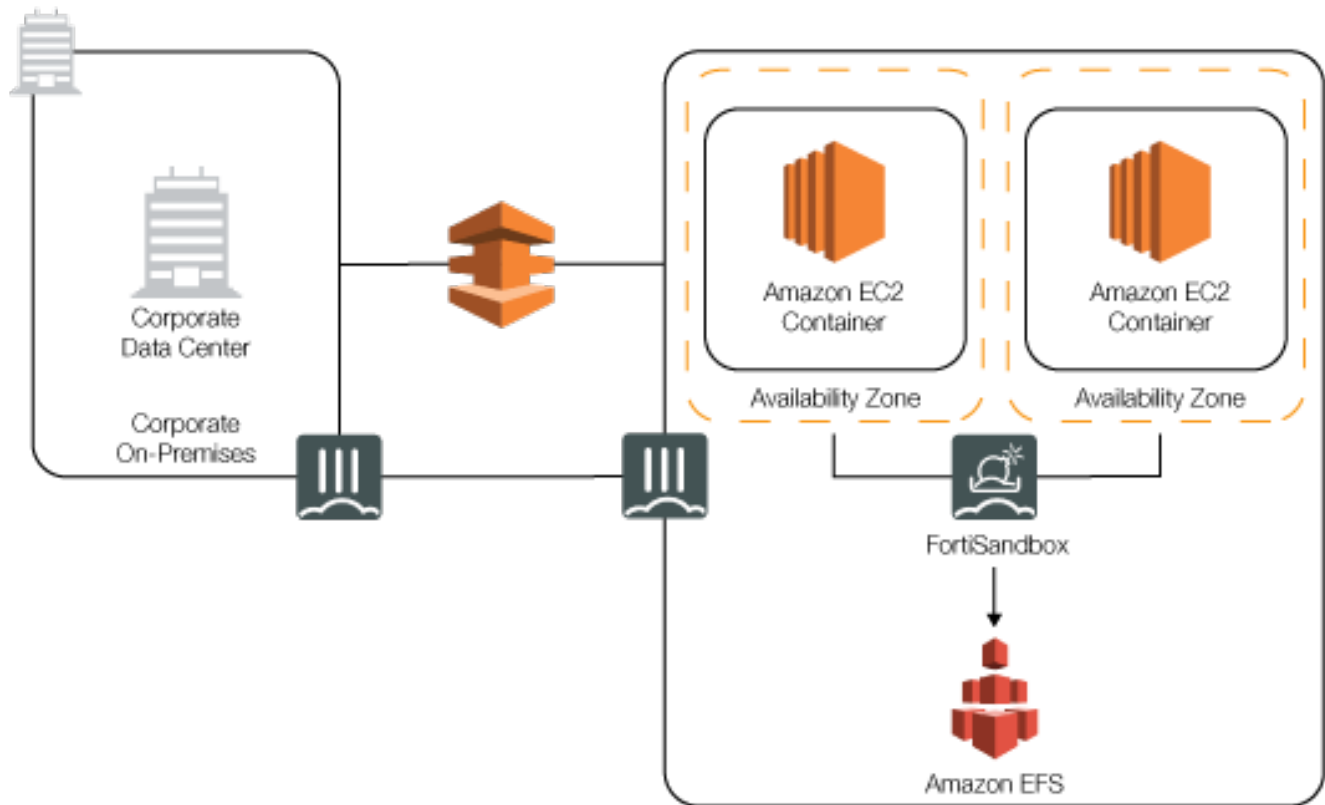 Corporate
Data Center
Corporate
On-Premises
Amazon EC2
Container
Availability Zone
Amazon EC2
Container
Availability Zone
FortiSandbox
Amazon EFS